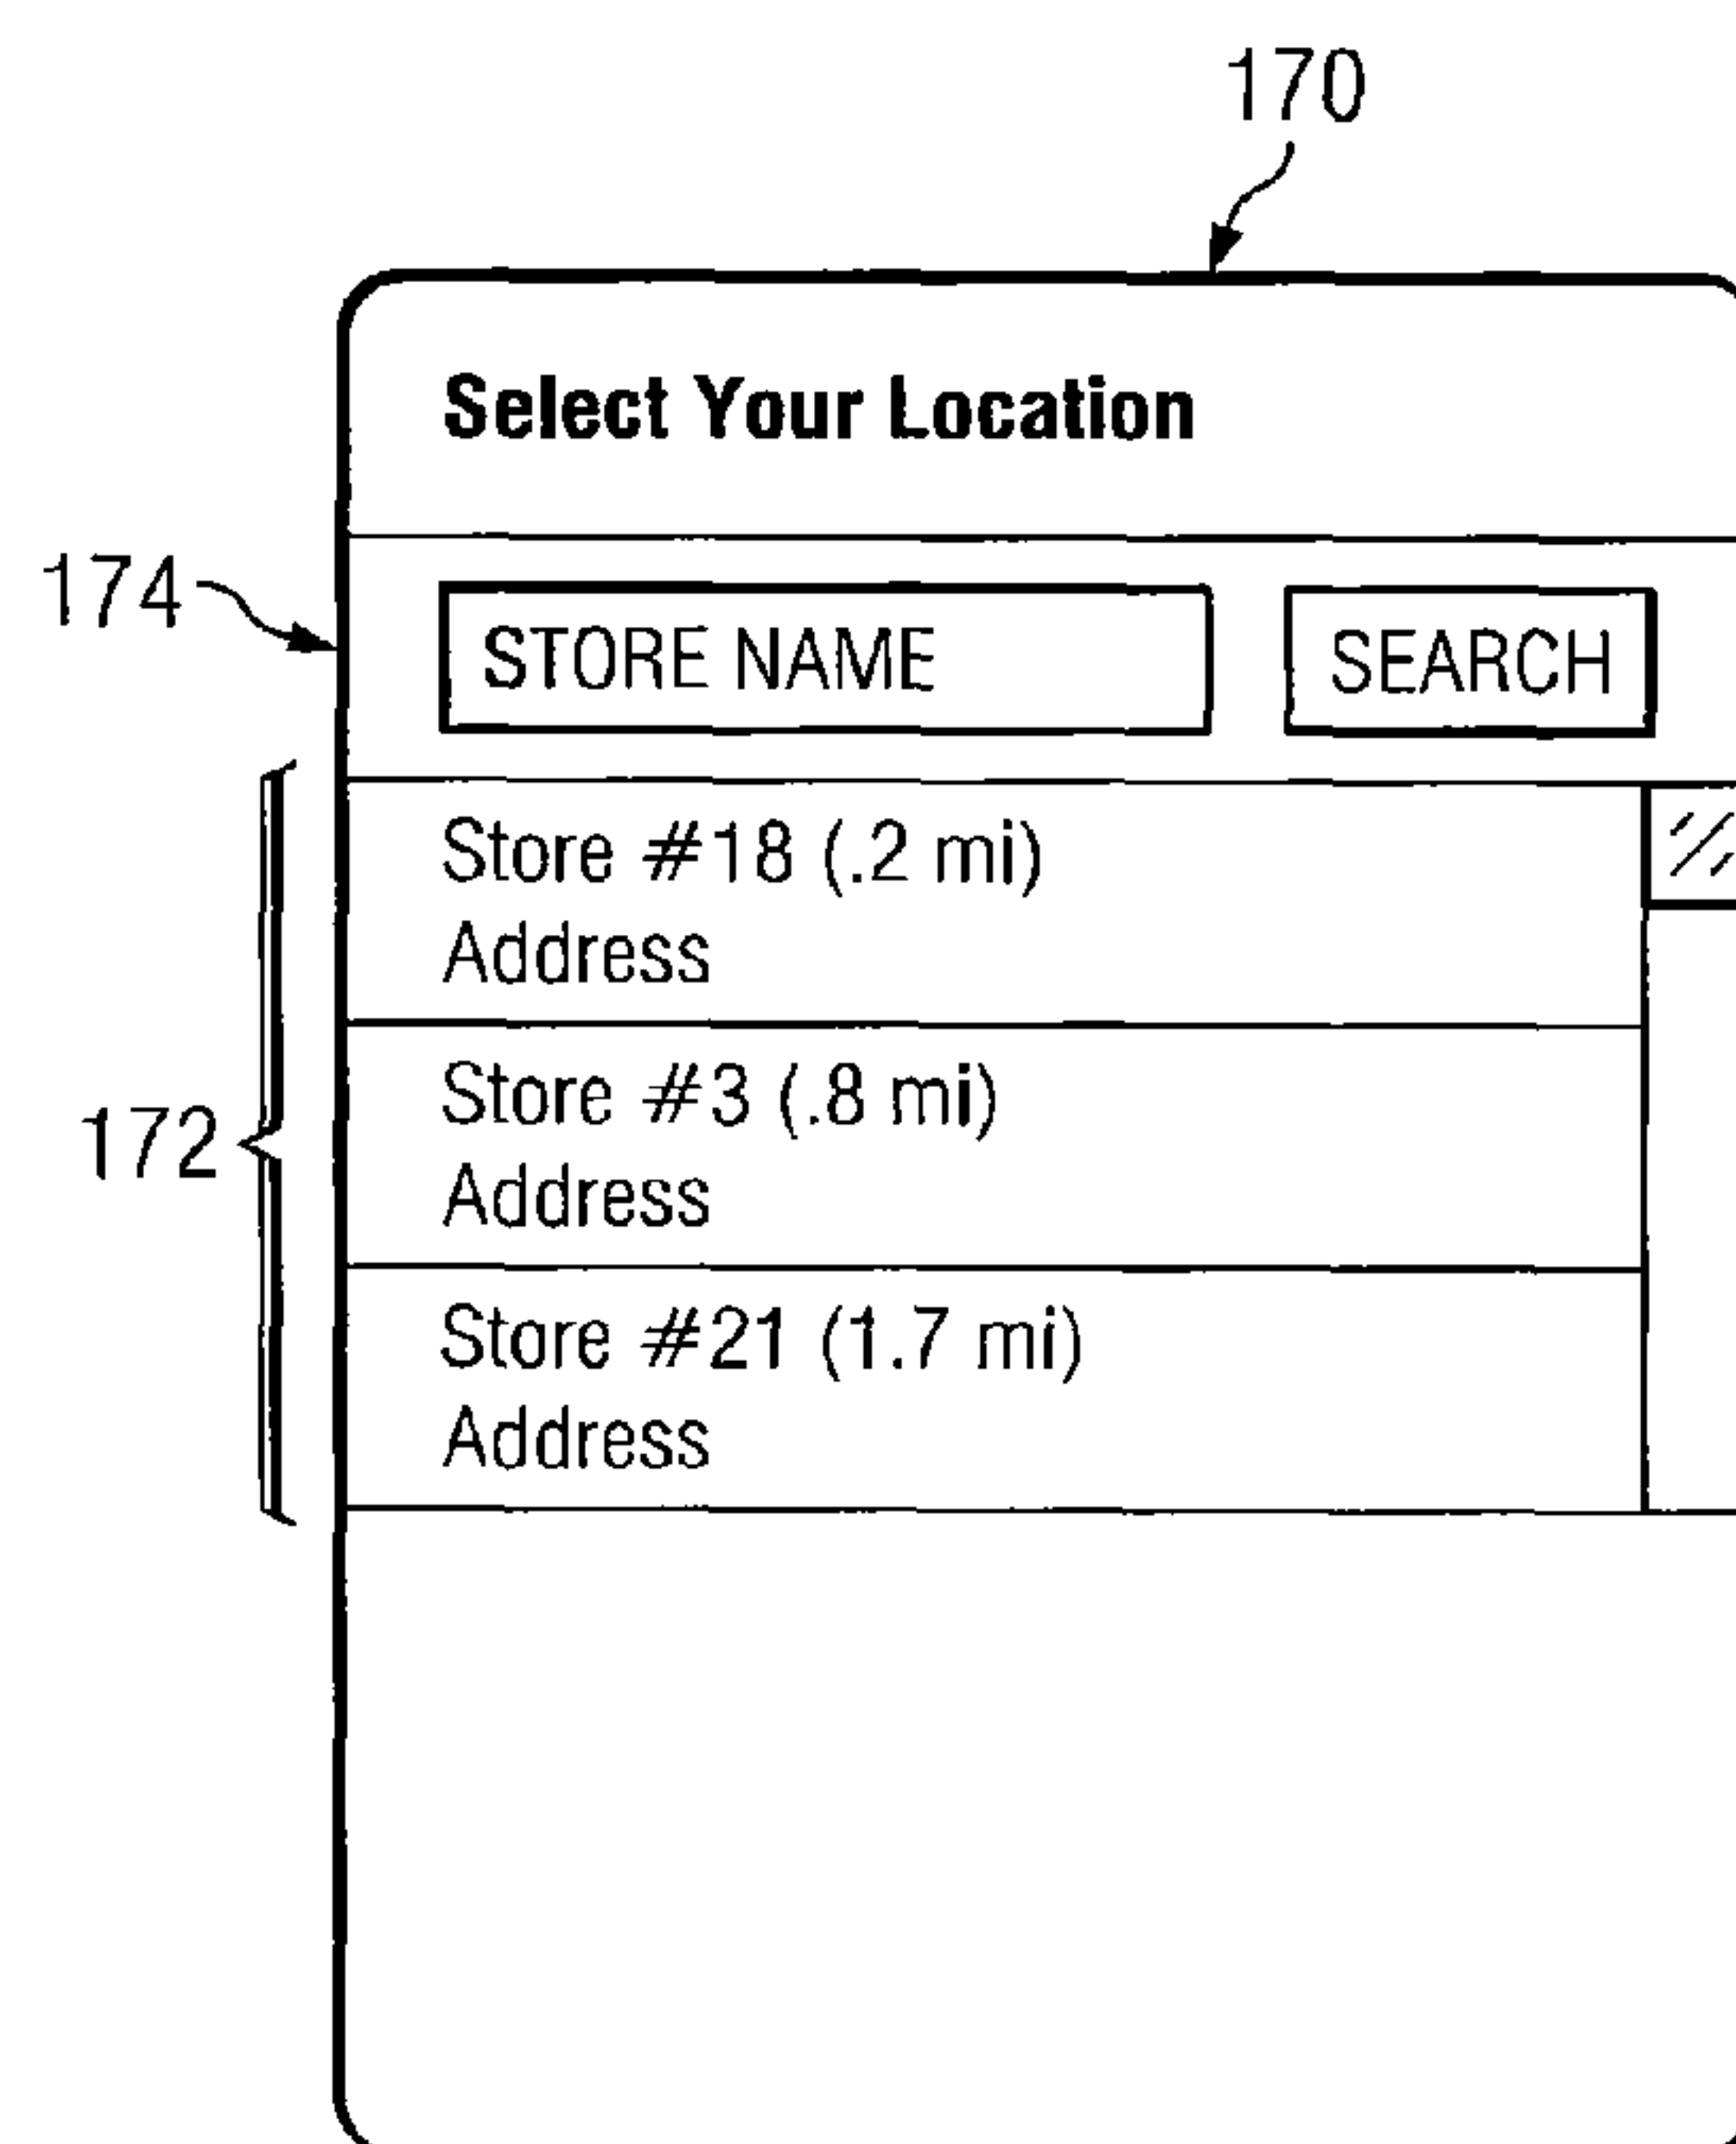 170
Select Your Location
174
STORE NAME SEARCH
Store #18 (.2 mi)
Address
172
Store #3 (.8 mi)
Address
Store #21 (1.7 mi)
Address